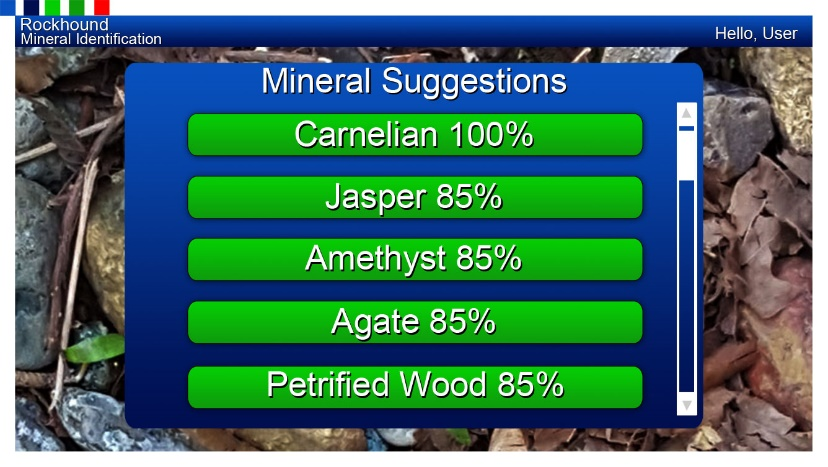 Rockhound
Mineral Identification
Hello, User
Mineral Suggestions
Carnelian 100%
Jasper 85%
Amethyst 85%
Agate 85%
Petrified Wood 85%